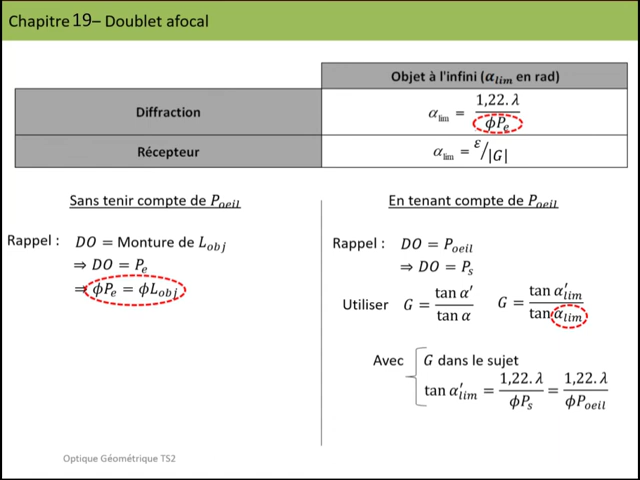 Chapitre 19– Doublet afocal
Objet à l'infini (α_lim en rad)
Diffraction
α_lim = 1,22.λ / ϕP_e
Récepteur
α_lim = ε/|G|
Sans tenir compte de P_oeil
Rappel : DO = Monture de L_obj
⇒ DO = P_e
⇒ ϕP_e = ϕL_obj
En tenant compte de P_oeil
Rappel : DO = P_oeil
⇒ DO = P_s
Utiliser G = tan α′ / tan α G = tan α′_lim / tan α_lim
Avec G dans le sujet
tan α′_lim = 1,22.λ / ϕP_s = 1,22.λ / ϕP_oeil
Optique Géométrique TS2